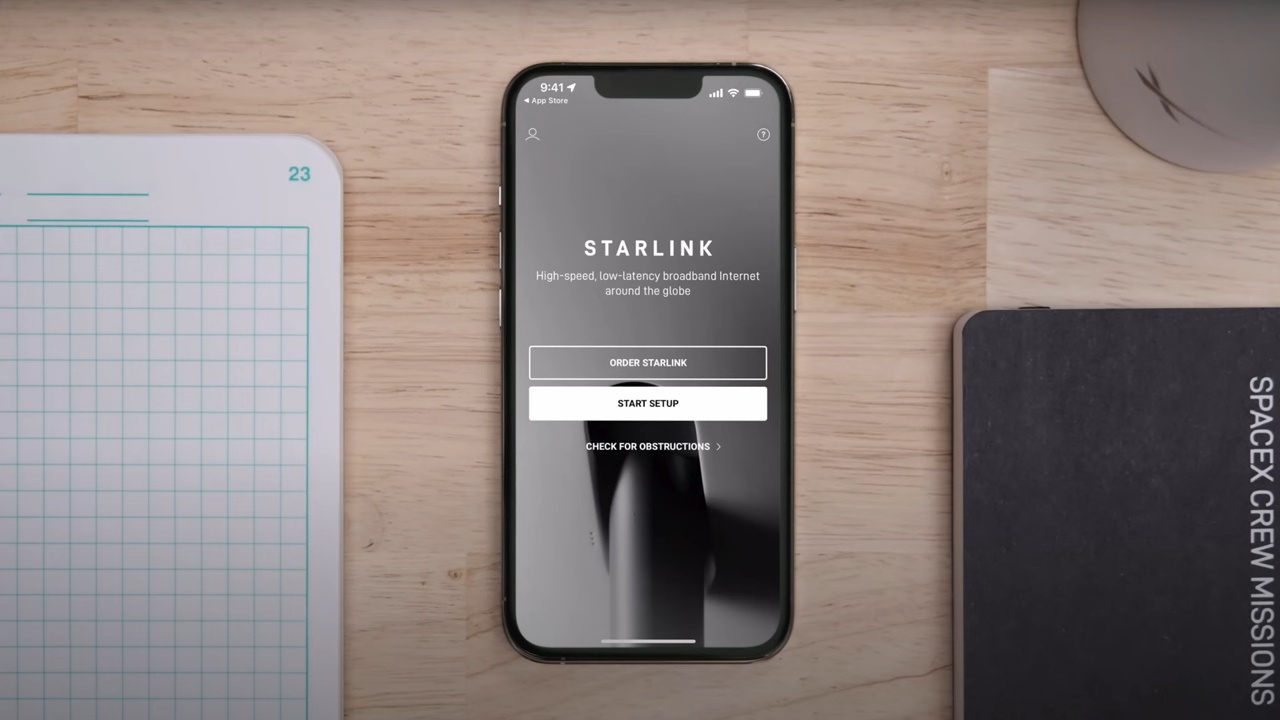 23
9:41
App Store
?
STARLINK
High-speed, low-latency broadband Internet
around the globe
ORDER STARLINK
START SETUP
CHECK FOR OBSTRUCTIONS
SPACEX CREW MISSIONS